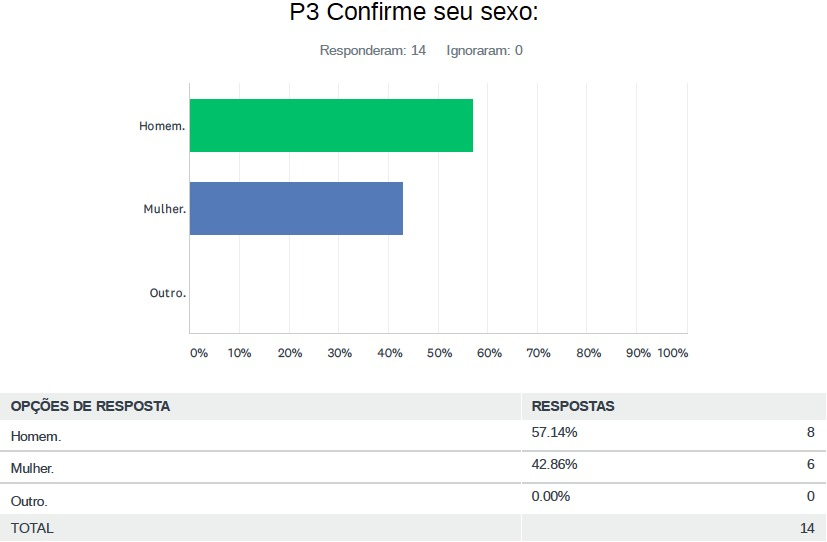 P3 Confirme seu sexo:
Responderam: 14 Ignoraram: 0
Homem.
Mulher.
Outro.
0% 10% 20% 30% 40% 50% 60% 70% 80% 90% 100%
OPÇÕES DE RESPOSTA RESPOSTAS
Homem. 57.14% 8
Mulher. 42.86% 6
Outro. 0.00% 0
TOTAL 14